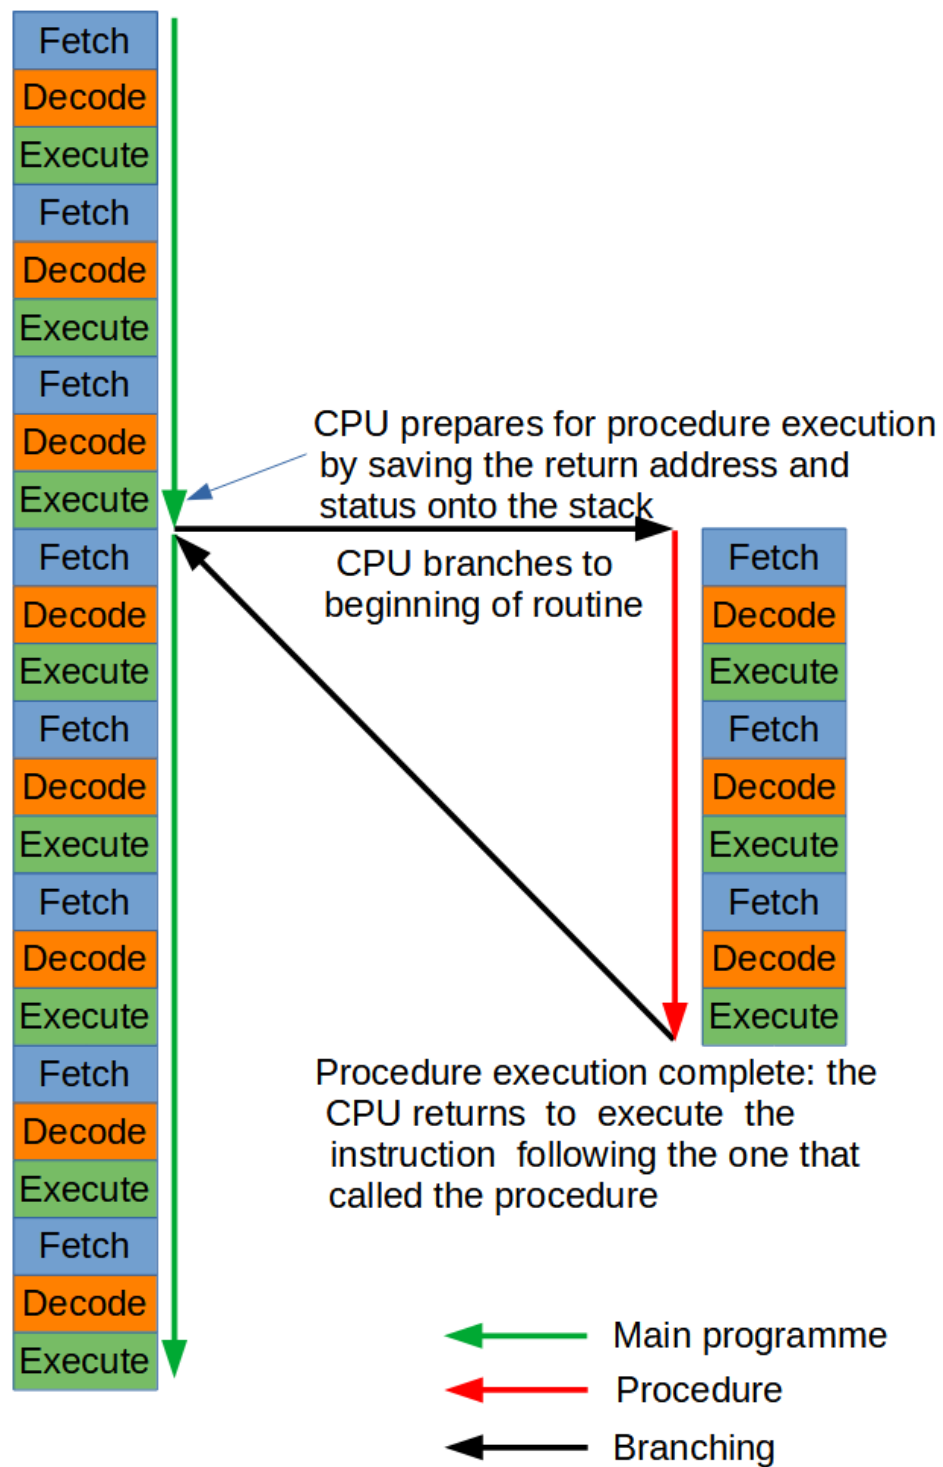 Fetch
Decode
Execute
Fetch
Decode
Execute
Fetch
Decode
Execute
Fetch
Decode
Execute
Fetch
Decode
Execute
Fetch
Decode
Execute
Fetch
Decode
Execute
Fetch
Decode
Execute
CPU prepares for procedure execution
by saving the return address and
status onto the stack
CPU branches to
beginning of routine
Fetch
Decode
Execute
Fetch
Decode
Execute
Fetch
Decode
Execute
Procedure execution complete: the
CPU returns to execute the
instruction following the one that
called the procedure
Main programme
Procedure
Branching